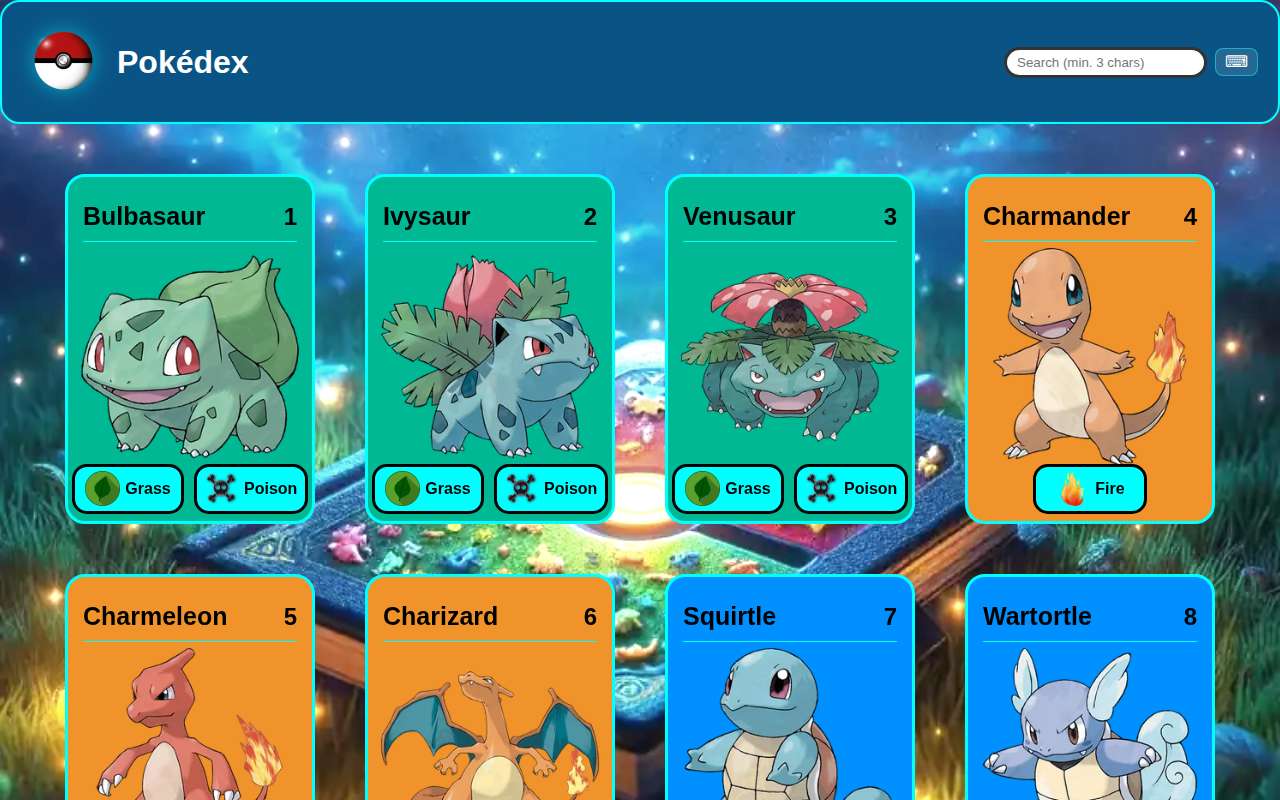 Pokédex
Search (min. 3 chars)
Bulbasaur 1
Ivysaur 2
Venusaur 3
Charmander 4
Grass Poison
Grass Poison
Grass Poison
Fire
Charmeleon 5
Charizard 6
Squirtle 7
Wartortle 8